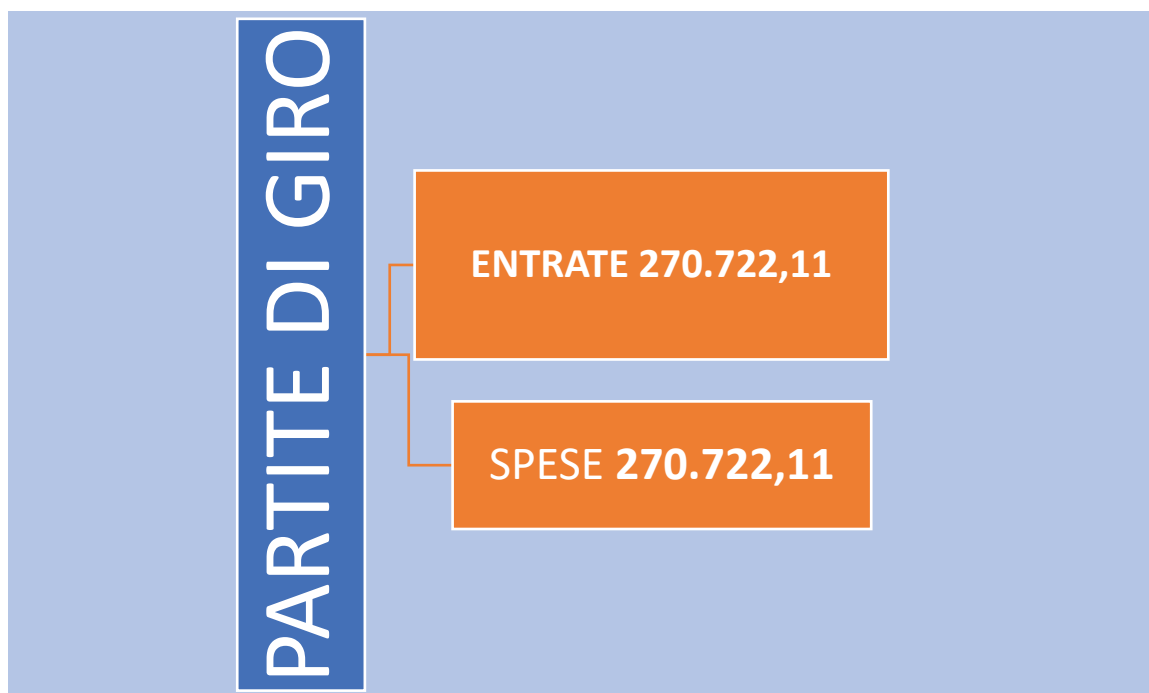 PARTITE DI GIRO
ENTRATE 270.722,11
SPESE 270.722,11